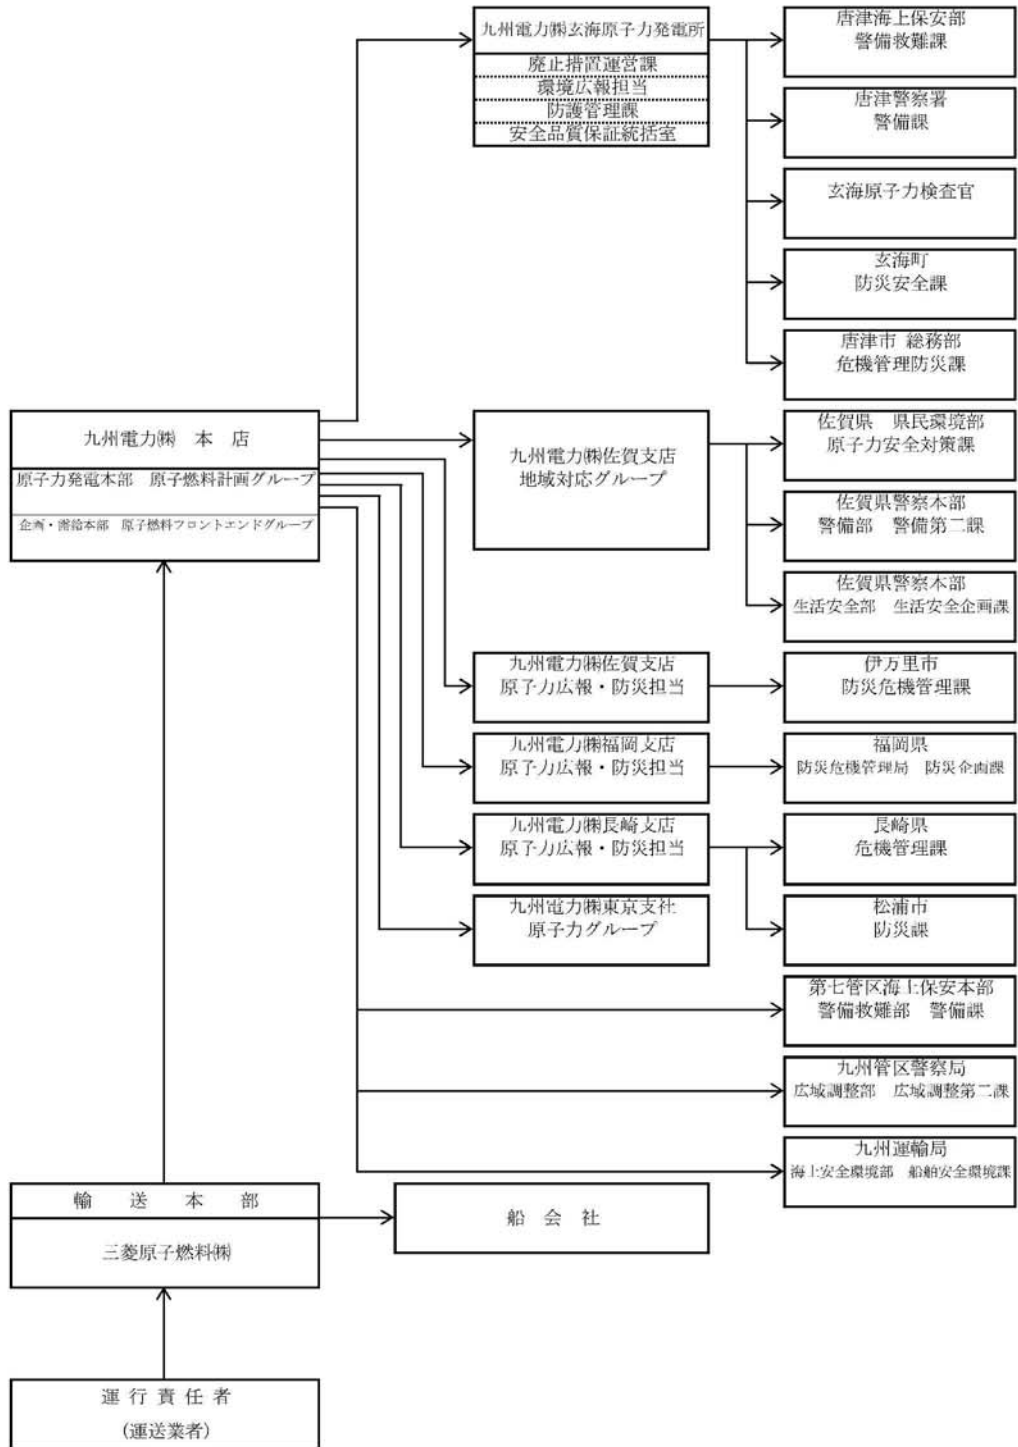 九州電力㈱玄海原子力発電所
廃止措置運営課
環境広報担当
防護管理課
安全品質保証統括室
唐津海上保安部
警備救難課
唐津警察署
警備課
玄海原子力検査官
玄海町
防災安全課
唐津市 総務部
危機管理防災課
九州電力㈱　本　店
原子力発電本部　原子燃料計画グループ
企画・需給本部　原子燃料フロントエンドグループ
九州電力㈱佐賀支店
地域対応グループ
佐賀県　県民環境部
原子力安全対策課
佐賀県警察本部
警備部　警備第二課
佐賀県警察本部
生活安全部　生活安全企画課
九州電力㈱佐賀支店
原子力広報・防災担当
伊万里市
防災危機管理課
九州電力㈱福岡支店
原子力広報・防災担当
福岡県
防災危機管理局　防災企画課
九州電力㈱長崎支店
原子力広報・防災担当
長崎県
危機管理課
松浦市
防災課
九州電力㈱東京支社
原子力グループ
第七管区海上保安本部
警備救難部　警備課
九州管区警察局
広域調整部　広域調整第二課
九州運輸局
海上安全環境部　船舶安全環境課
輸　送　本　部
三菱原子燃料㈱
船　会　社
運 行 責 任 者
(運送業者)